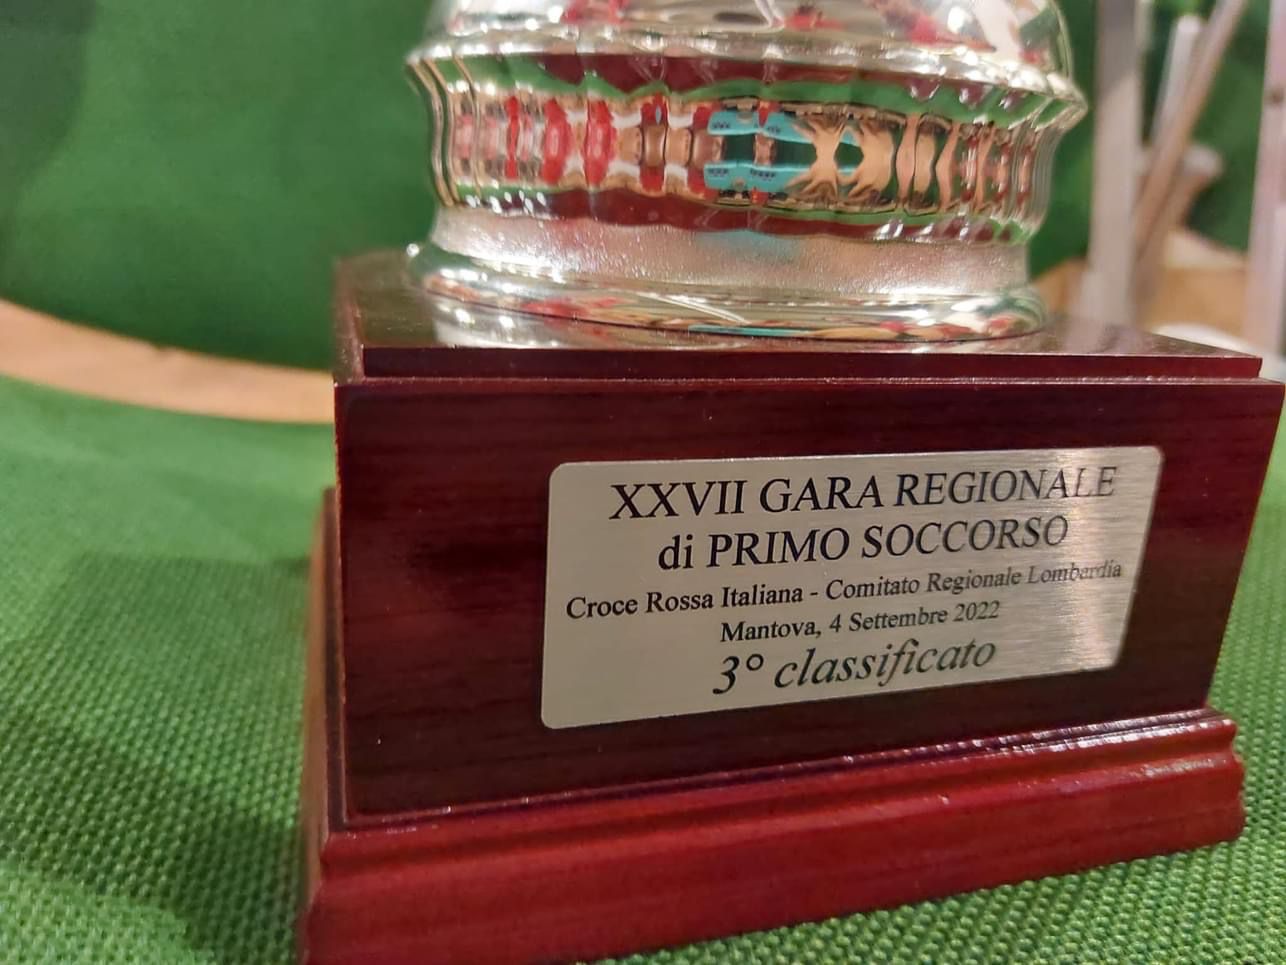 XXVII GARA REGIONALE
di PRIMO SOCCORSO
Croce Rossa Italiana - Comitato Regionale Lombardia
Mantova, 4 Settembre 2022
3° classificato